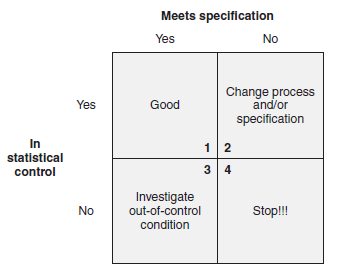 Meets specification
Yes No
Yes
Good
Change process
and/or
specification
1 2
In
statistical
control
3 4
No
Investigate
out-of-control
condition
Stop!!!